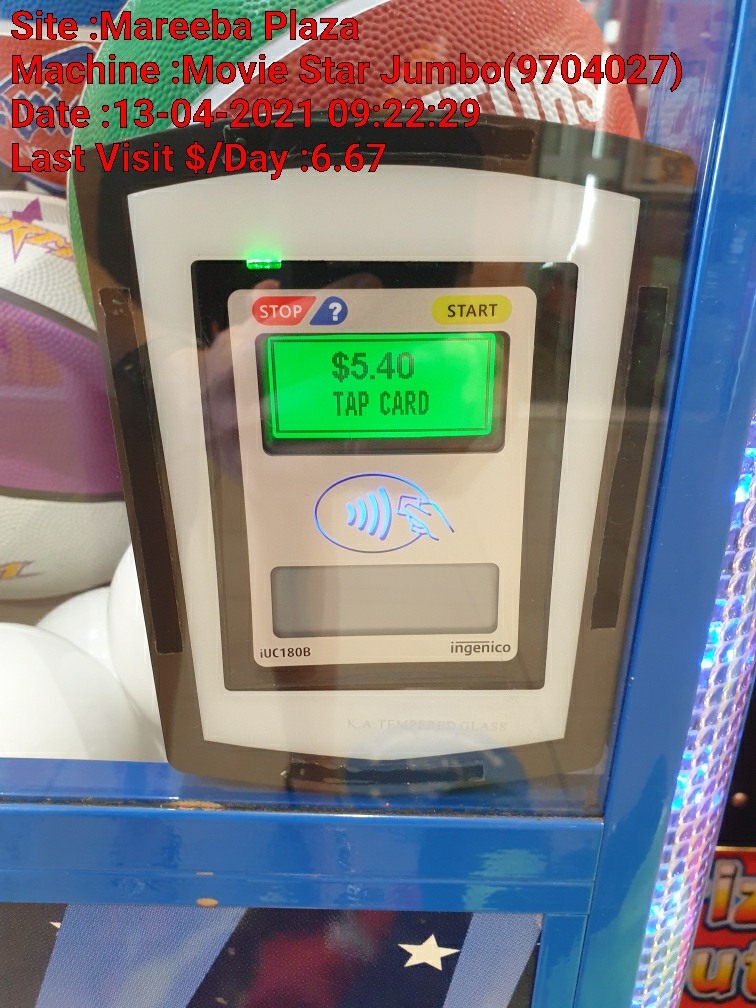 Site :Mareeba Plaza
Machine :Movie Star Jumbo(9704027)
Date :13-04-2021 09:22:29
Last Visit $/Day :6.67
STOP ? START
$5.40
TAP CARD
iUC180B ingenico
K.A TEMPERED GLASS